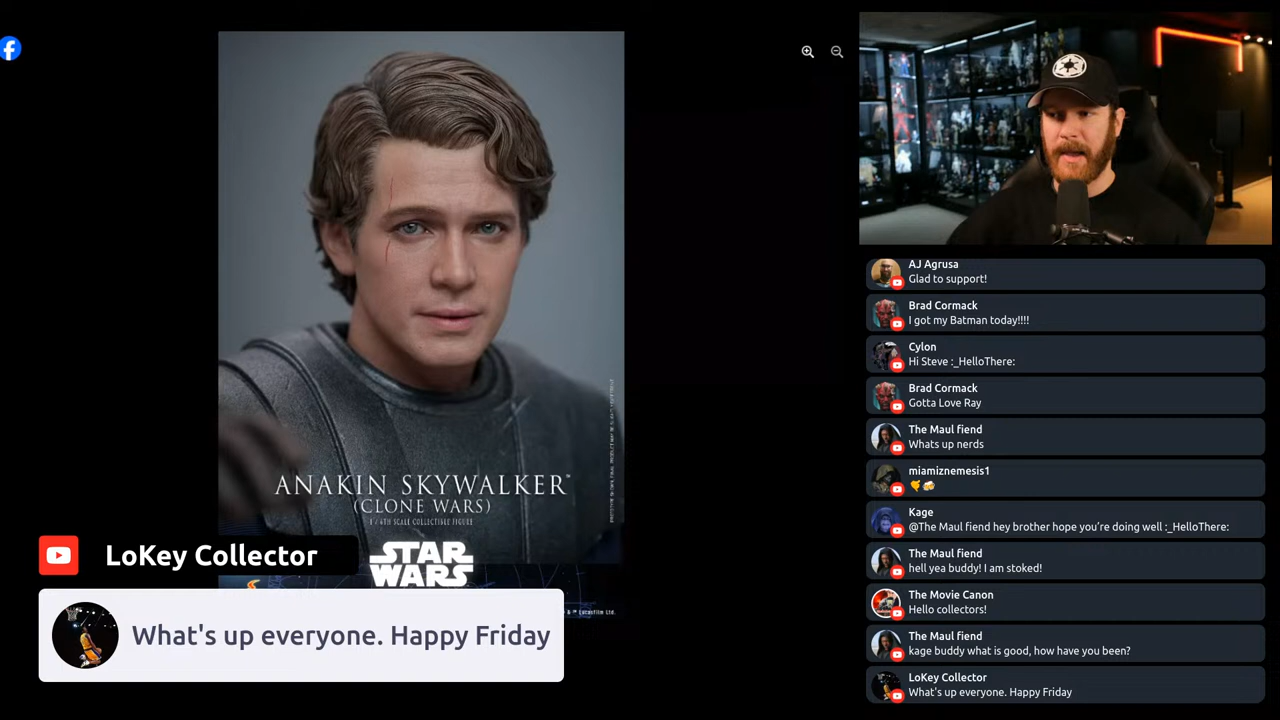 ANAKIN SKYWALKER™
(CLONE WARS)
1/4TH SCALE COLLECTIBLE FIGURE
STAR
WARS
Lucasfilm Ltd.
LoKey Collector
What's up everyone. Happy Friday
AJ Agrusa
Glad to support!
Brad Cormack
I got my Batman today!!!!
Cylon
Hi Steve :_HelloThere:
Brad Cormack
Gotta Love Ray
The Maul fiend
Whats up nerds
miamiznemesis1
Kage
@The Maul fiend hey brother hope you're doing well :_HelloThere:
The Maul fiend
hell yea buddy! I am stoked!
The Movie Canon
Hello collectors!
The Maul fiend
kage buddy what is good, how have you been?
LoKey Collector
What's up everyone. Happy Friday